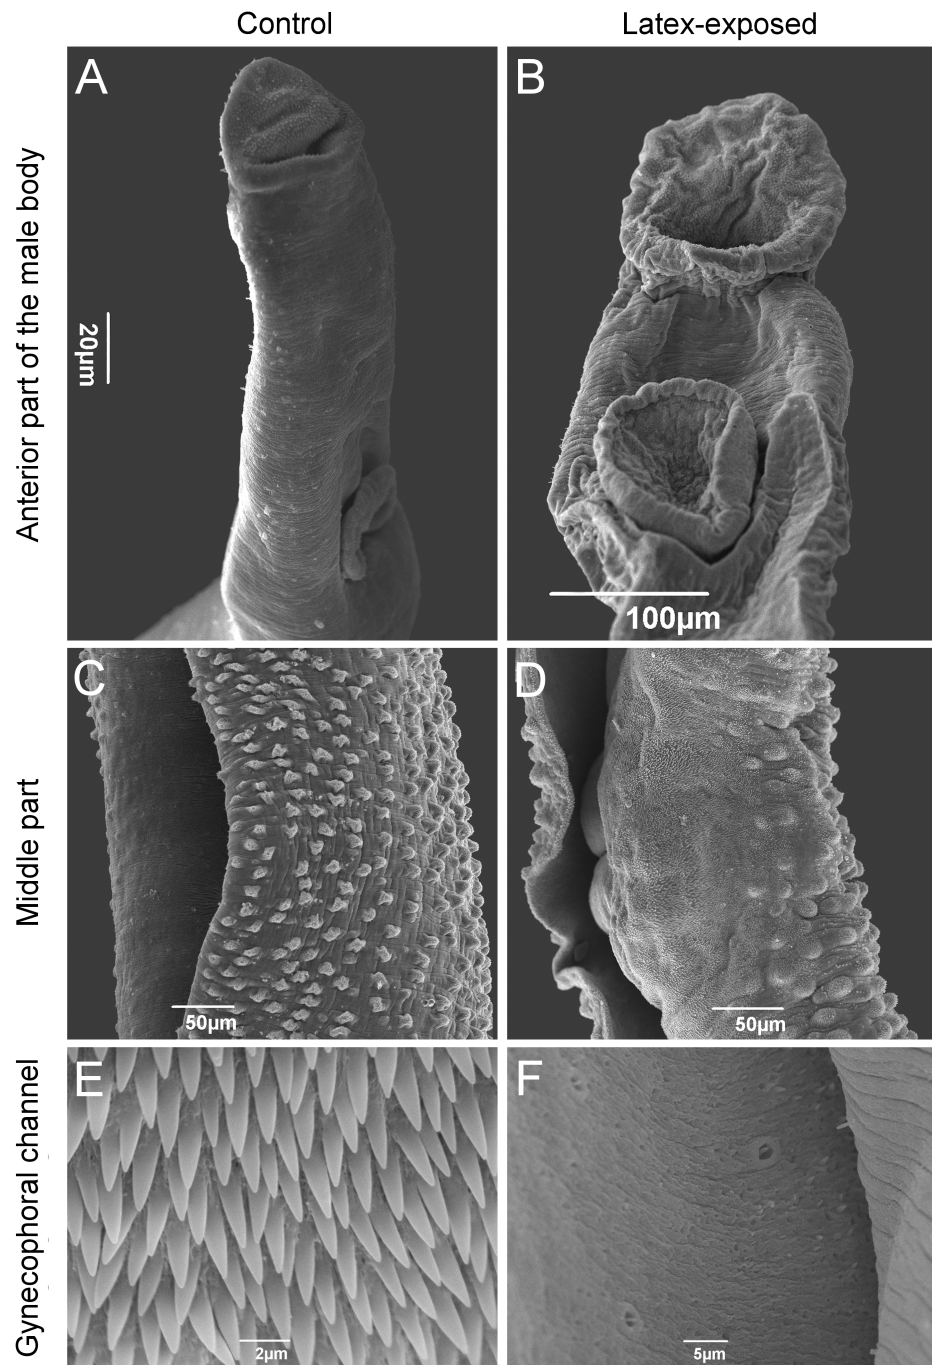 Control
Latex-exposed
Anterior part of the male body
A
20µm
B
100µm
Middle part
C
50µm
D
50µm
Gynecophoral channel
E
2µm
F
5µm